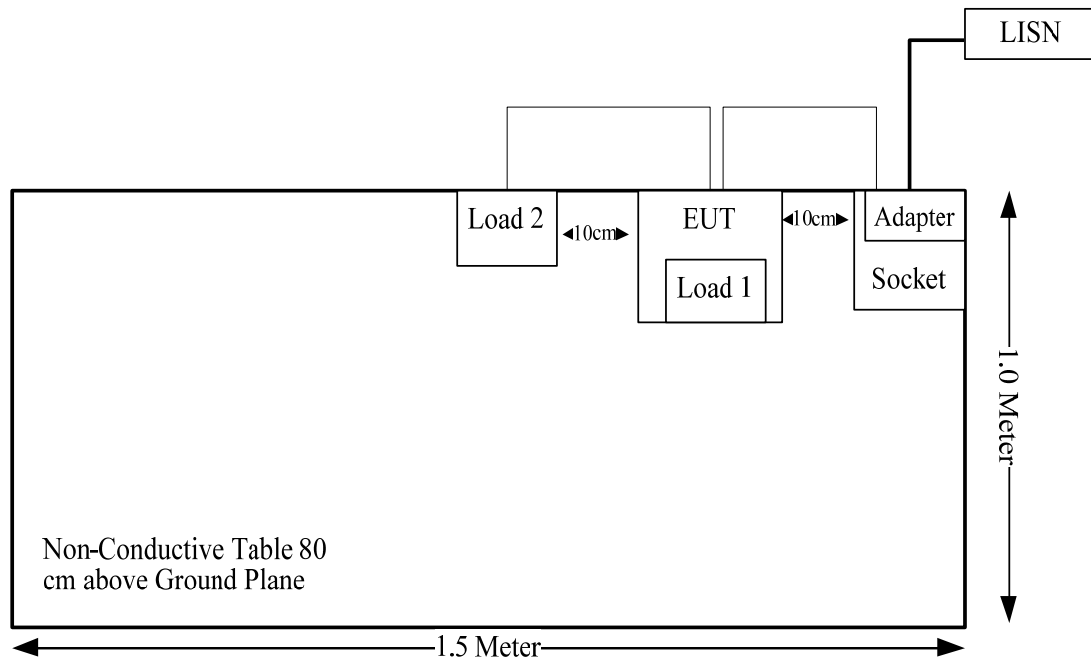 LISN
Load 2
10cm
EUT
10cm
Adapter
Load 1
Socket
1.0 Meter
Non-Conductive Table 80
cm above Ground Plane
1.5 Meter